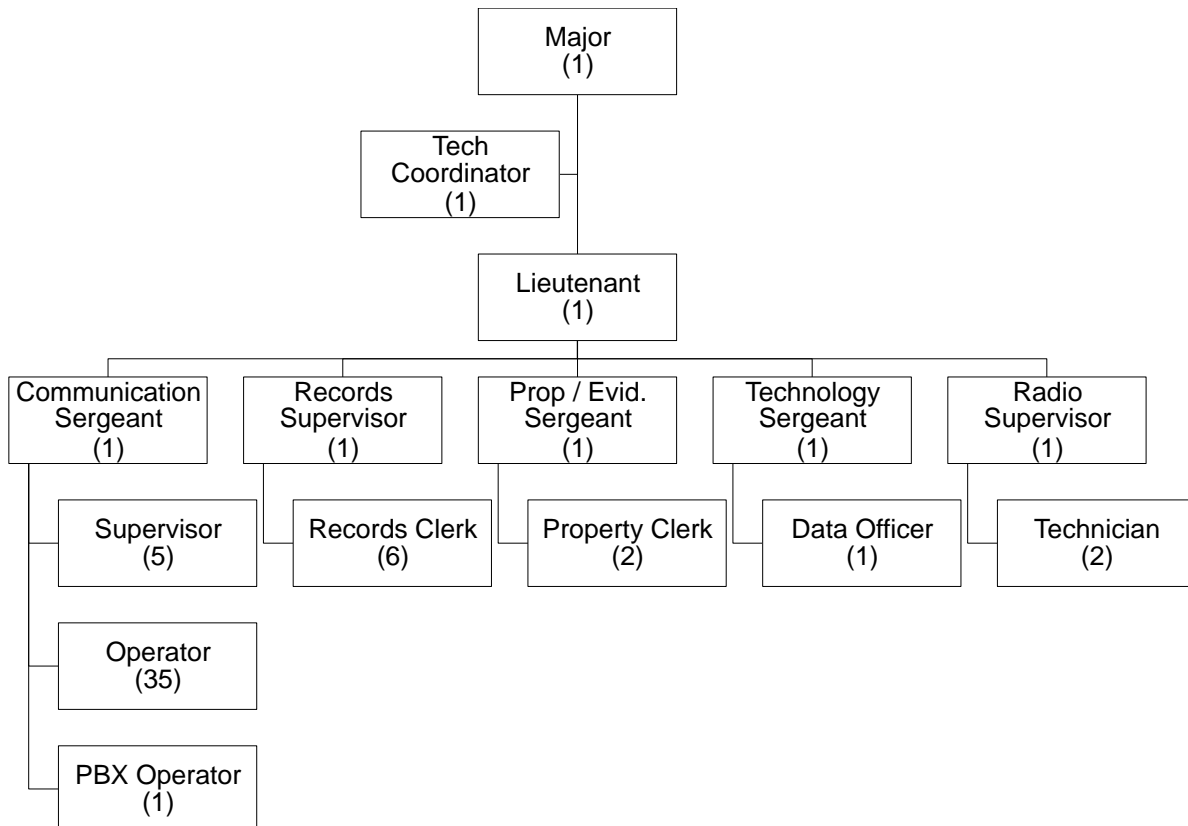 Major
(1)
Tech
Coordinator
(1)
Lieutenant
(1)
Communication
Sergeant
(1)
Records
Supervisor
(1)
Prop / Evid.
Sergeant
(1)
Technology
Sergeant
(1)
Radio
Supervisor
(1)
Supervisor
(5)
Records Clerk
(6)
Property Clerk
(2)
Data Officer
(1)
Technician
(2)
Operator
(35)
PBX Operator
(1)